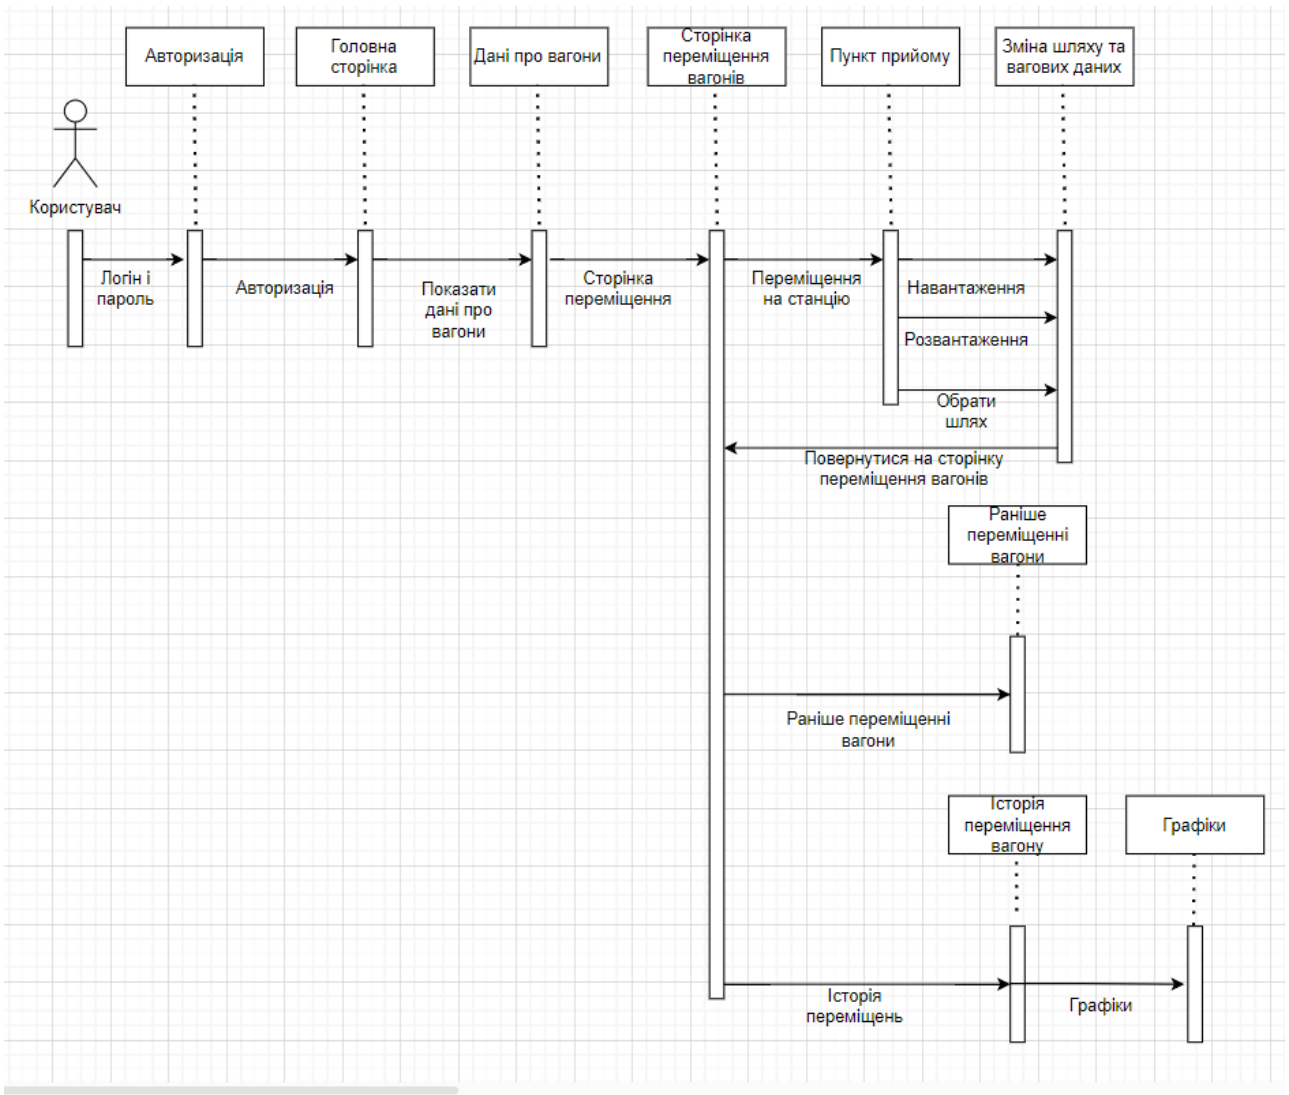 Авторизація
Головна
сторінка
Дані про вагони
Сторінка
переміщення
вагонів
Пункт прийому
Зміна шляху та
вагових даних
Користувач
Логін і
пароль
Авторизація
Показати
дані про
вагони
Сторінка
переміщення
Переміщення
на станцію
Навантаження
Розвантаження
Обрати
шлях
Повернутися на сторінку
переміщення вагонів
Раніше
переміщенні
вагони
Раніше переміщенні
вагони
Історія
переміщення
вагону
Графіки
Історія
переміщень
Графіки